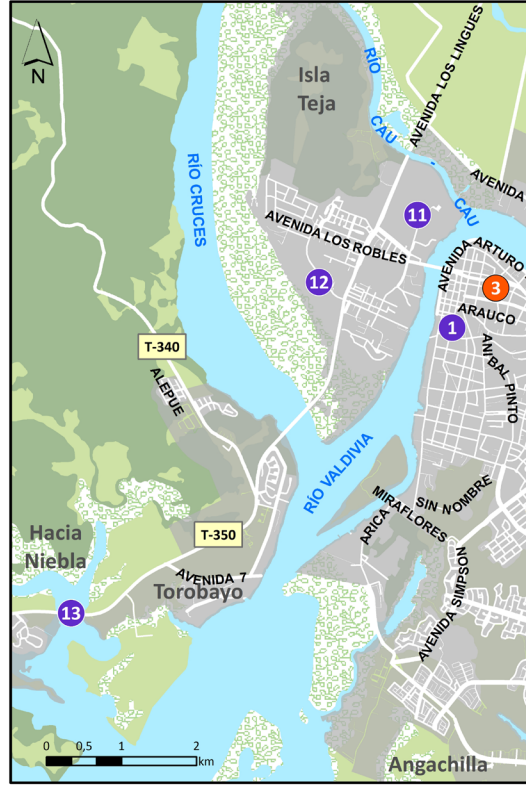 N
Isla
Teja
RÍO
CAU
CAU
AVENIDA LOS LINGUES
AVENIDA
RÍO CRUCES
11
AVENIDA LOS ROBLES
AVENIDA ARTURO
12
3
ARAUCO
1
ANIBAL PINTO
T-340
ALEPUE
RÍO VALDIVIA
SIN NOMBRE
MIRAFLORES
ARICA
T-350
Hacia
Niebla
AVENIDA 7
Torobayo
13
AVENIDA SIMPSON
0 0,5 1 2
km
Angachilla